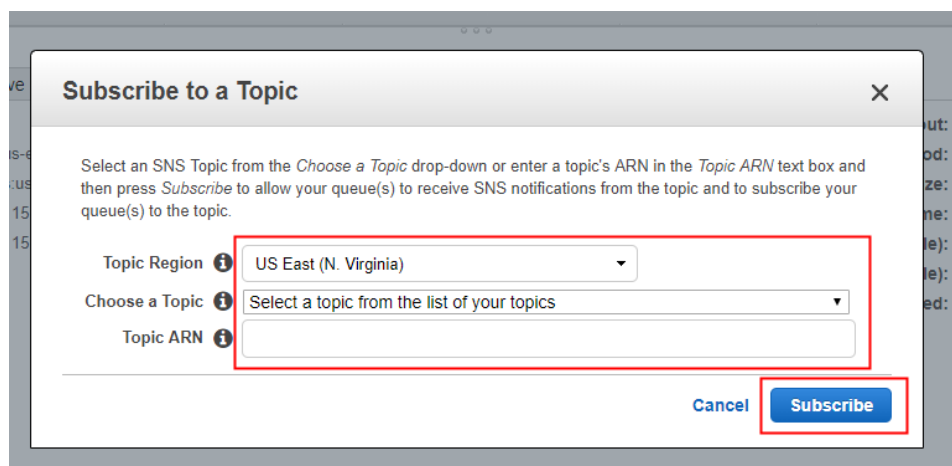 Subscribe to a Topic
Select an SNS Topic from the Choose a Topic drop-down or enter a topic's ARN in the Topic ARN text box and
then press Subscribe to allow your queue(s) to receive SNS notifications from the topic and to subscribe your
queue(s) to the topic.
Topic Region US East (N. Virginia)
Choose a Topic Select a topic from the list of your topics
Topic ARN
Cancel Subscribe
15
15